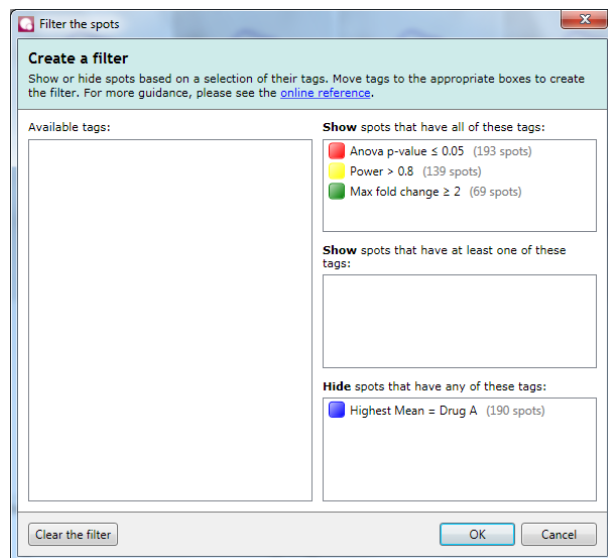 Filter the spots
Create a filter
Show or hide spots based on a selection of their tags. Move tags to the appropriate boxes to create
the filter. For more guidance, please see the online reference.
Available tags:
Show spots that have all of these tags:
Anova p-value ≤ 0.05 (193 spots)
Power > 0.8 (139 spots)
Max fold change ≥ 2 (69 spots)
Show spots that have at least one of these
tags:
Hide spots that have any of these tags:
Highest Mean = Drug A (190 spots)
Clear the filter
OK
Cancel